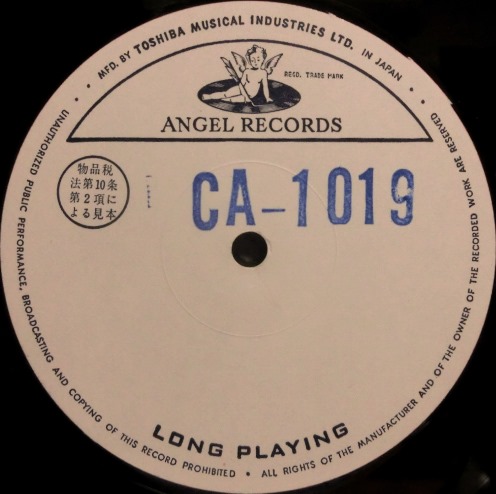 • MFD. BY TOSHIBA MUSICAL INDUSTRIES LTD. IN JAPAN •
REGD. TRADE MARK
ANGEL RECORDS
物品税
法第10条
第2項に
よる見本
CA-1019
LONG PLAYING
• UNAUTHORIZED PUBLIC PERFORMANCE, BROADCASTING AND COPYING OF THIS RECORD PROHIBITED • ALL RIGHTS OF THE MANUFACTURER AND OF THE OWNER OF THE RECORDED WORK ARE RESERVED •